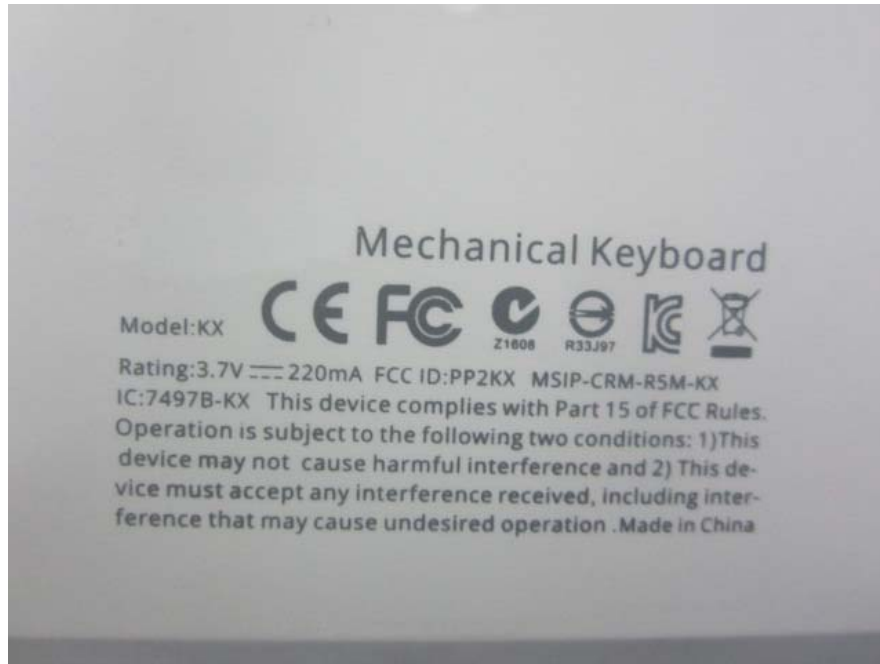 Mechanical Keyboard
Model:KX CE FC Z1608 R33J97
Rating:3.7V 220mA FCC ID:PP2KX MSIP-CRM-R5M-KX
IC:7497B-KX This device complies with Part 15 of FCC Rules.
Operation is subject to the following two conditions: 1)This
device may not cause harmful interference and 2) This de-
vice must accept any interference received, including inter-
ference that may cause undesired operation .Made in China